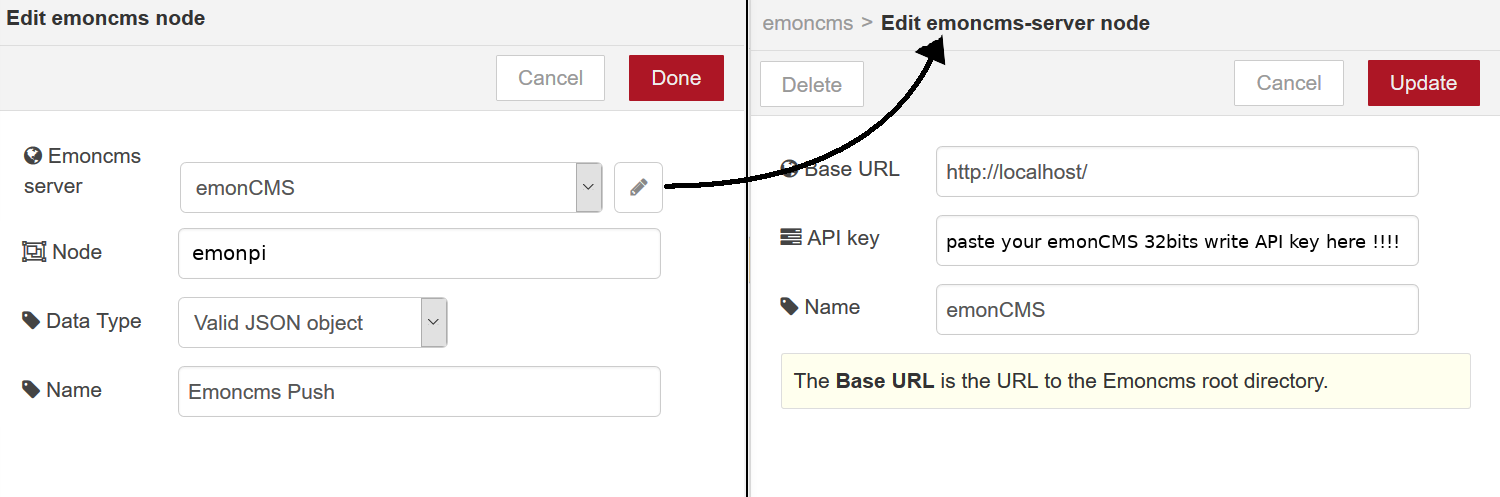 Edit emoncms node
Cancel
Done
Emoncms
server
emonCMS
Node
emonpi
Data Type
Valid JSON object
Name
Emoncms Push
emoncms > Edit emoncms-server node
Delete
Cancel
Update
Base URL
http://localhost/
API key
paste your emonCMS 32bits write API key here !!!!
Name
emonCMS
The Base URL is the URL to the Emoncms root directory.